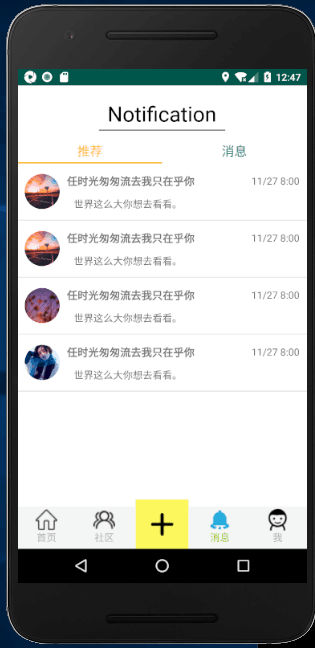 12:47
Notification
推荐 消息
任时光匆匆流去我只在乎你 11/27 8:00
世界这么大你想去看看。
任时光匆匆流去我只在乎你 11/27 8:00
世界这么大你想去看看。
任时光匆匆流去我只在乎你 11/27 8:00
世界这么大你想去看看。
任时光匆匆流去我只在乎你 11/27 8:00
世界这么大你想去看看。
首页 社区 消息 我